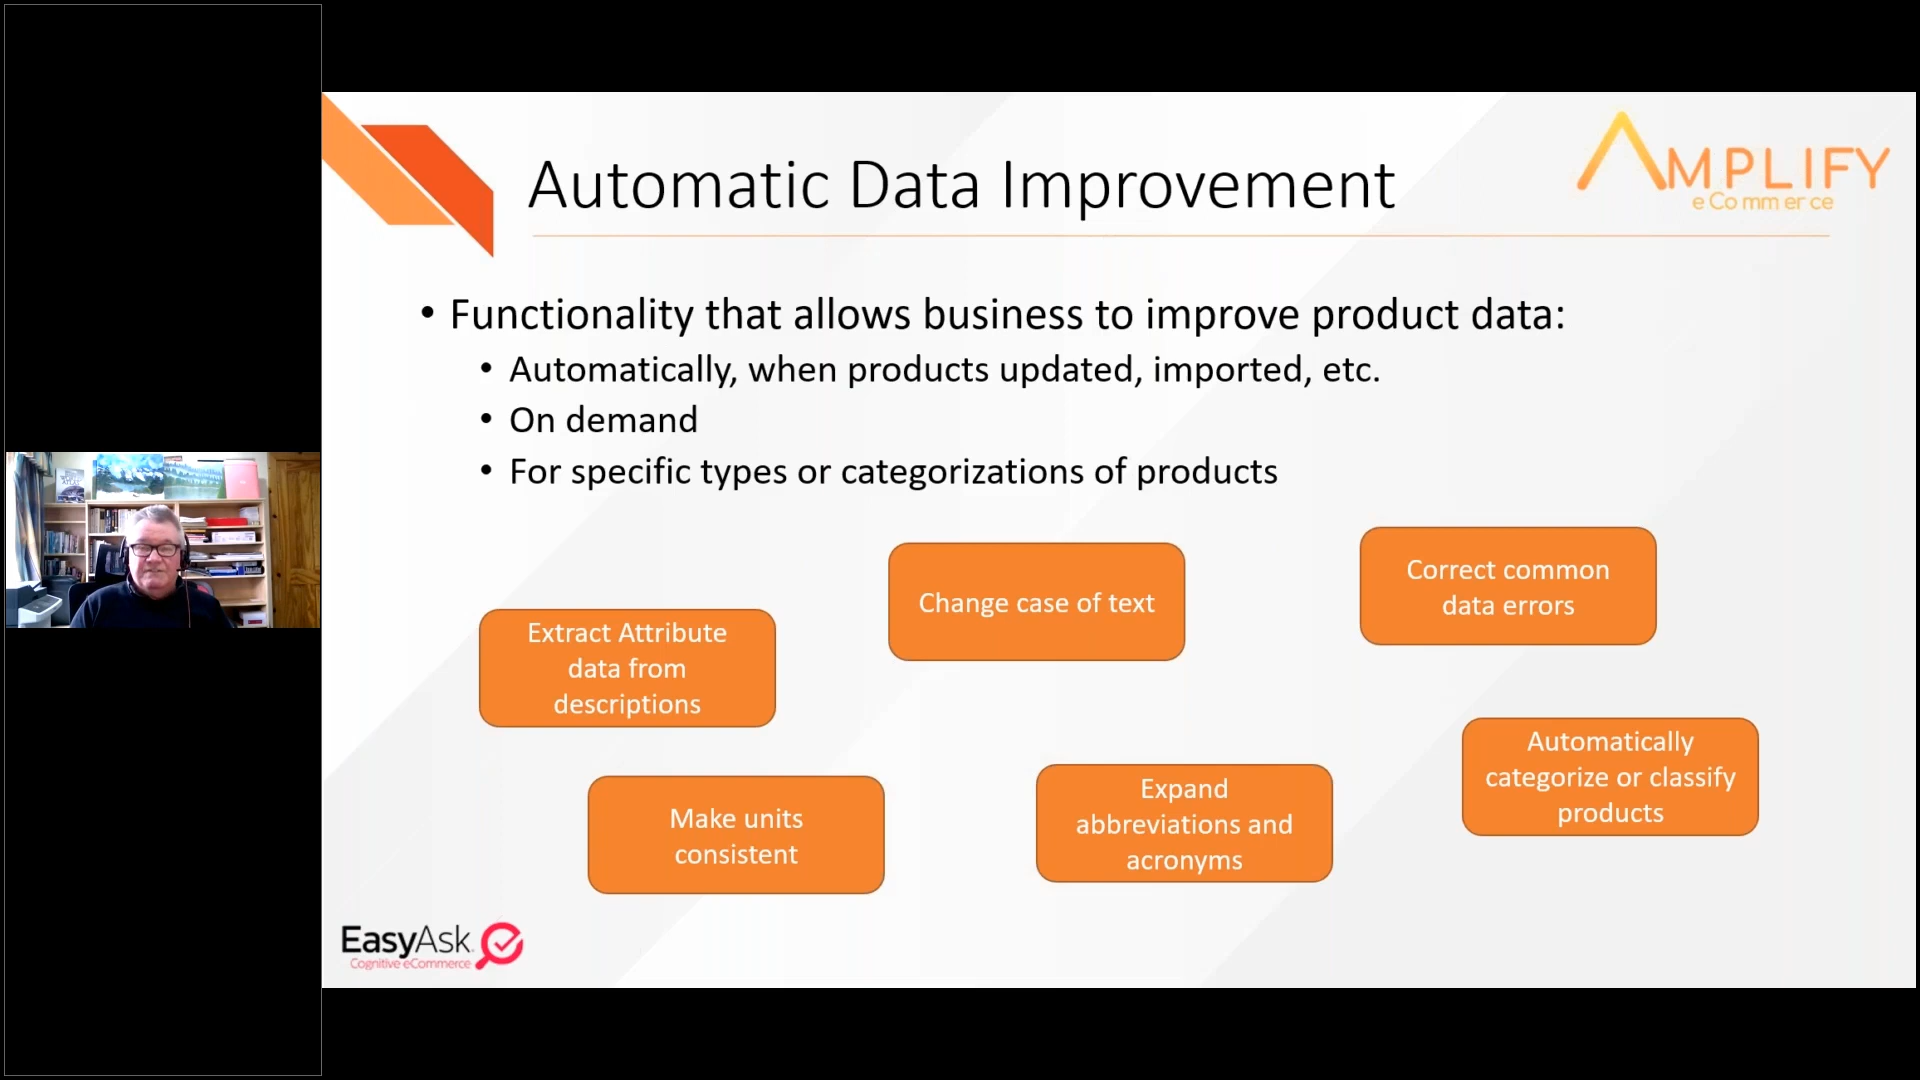 Automatic Data Improvement
AMPLIFY
eCommerce
• Functionality that allows business to improve product data:
• Automatically, when products updated, imported, etc.
• On demand
• For specific types or categorizations of products
Extract Attribute
data from
descriptions
Change case of text
Correct common
data errors
Make units
consistent
Expand
abbreviations and
acronyms
Automatically
categorize or classify
products
EasyAsk
Cognitive eCommerce